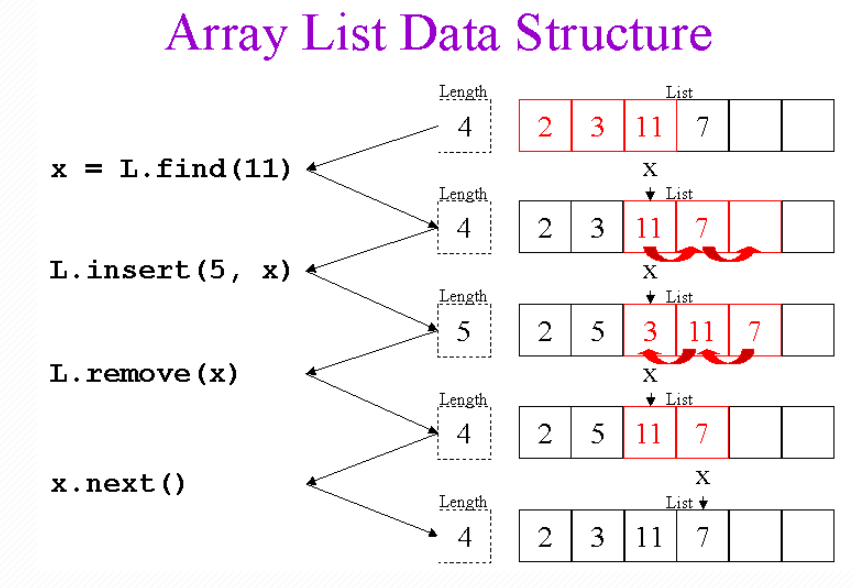 Array List Data Structure
Length List
4 2 3 11 7
x = L.find(11)
x
Length List
4 2 3 11 7
L.insert(5, x)
x
Length List
5 2 5 3 11 7
L.remove(x)
x
Length List
4 2 5 11 7
x.next()
x
Length List
4 2 3 11 7